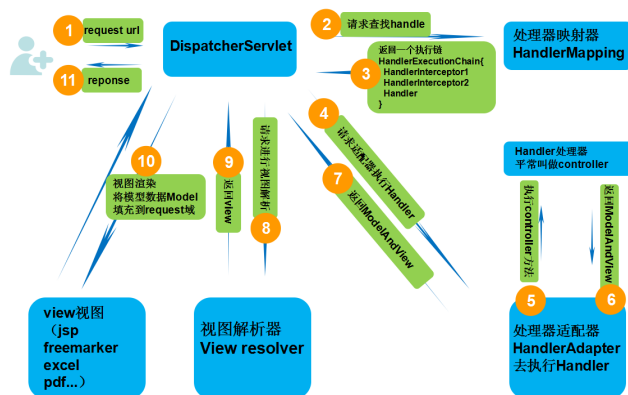 1
request url
11
reponse
DispatcherServlet
2
请求查找handle
3
返回一个执行链
HandlerExecutionChain{
HandlerInterceptor1
HandlerInterceptor2
Handler
}
处理器映射器
HandlerMapping
4
请求适配器执行Handler
7
返回ModelAndView
Handler处理器
平常叫做controller
执行controller方法
5
返回ModelAndView
6
处理器适配器
HandlerAdapter
去执行Handler
请求进行视图解析
8
9
返回view
视图解析器
View resolver
10
视图渲染
将模型数据Model
填充到request域
view视图
（jsp
freemarker
excel
pdf...）